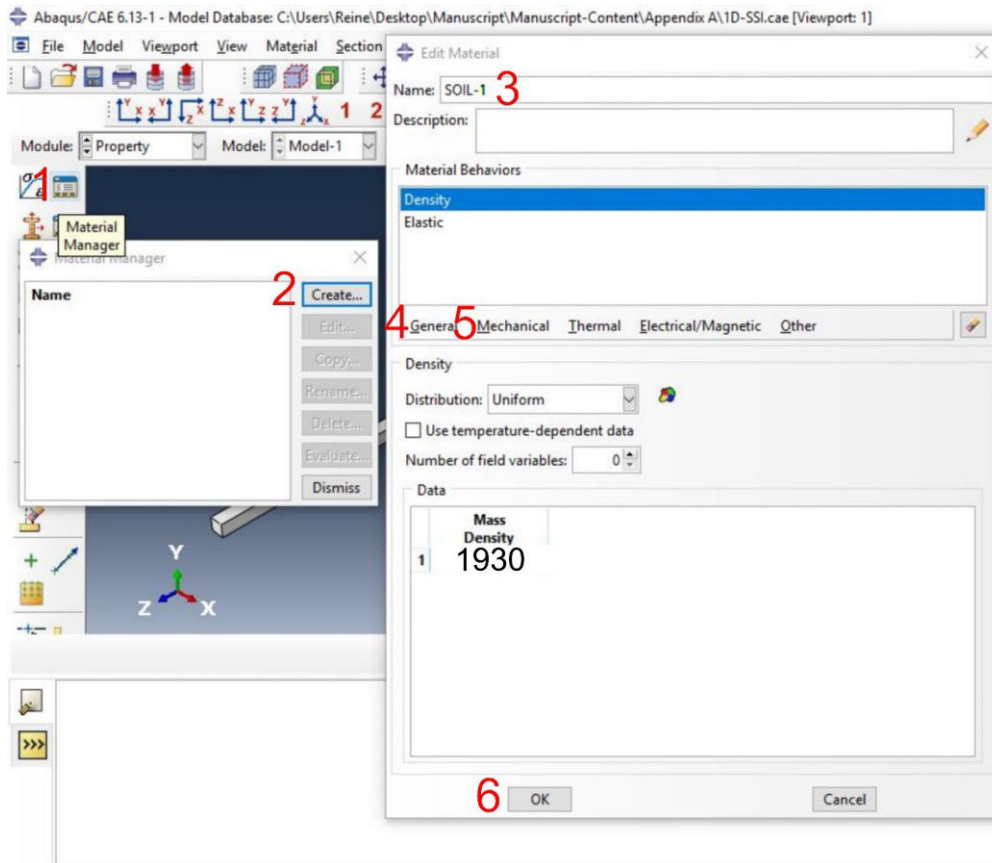 Abaqus/CAE 6.13-1 - Model Database: C:\Users\Reine\Desktop\Manuscript\Manuscript-Content\Appendix A\1D-SSI.cae [Viewport: 1]
File Model Viewport View Material Section
1 2
Module: Property Model: Model-1
1
Material
Manager
Material Manager
Name
2 Create...
Edit...
Copy...
Rename...
Delete...
Evaluate...
Dismiss
Y
Z X
>>>
Edit Material
Name: SOIL-1 3
Description:
Material Behaviors
Density
Elastic
4 General 5 Mechanical Thermal Electrical/Magnetic Other
Density
Distribution: Uniform
Use temperature-dependent data
Number of field variables: 0
Data
Mass
Density
1 1930
6 OK Cancel